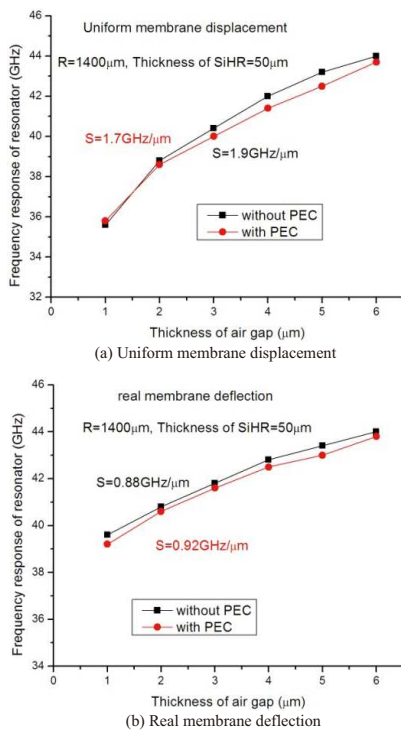 Uniform membrane displacement
46
R=1400μm, Thickness of SiHR=50μm
44
42
40
S=1.7GHz/μm
S=1.9GHz/μm
38
36
without PEC
with PEC
34
32
0 1 2 3 4 5 6
Frequency response of resonator (GHz)
Thickness of air gap (μm)
(a) Uniform membrane displacement
46
real membrane deflection
R=1400μm, Thickness of SiHR=50μm
44
42
S=0.88GHz/μm
40
S=0.92GHz/μm
38
36
without PEC
with PEC
34
0 1 2 3 4 5 6
Frequency response of resonator (GHz)
Thickness of air gap (μm)
(b) Real membrane deflection